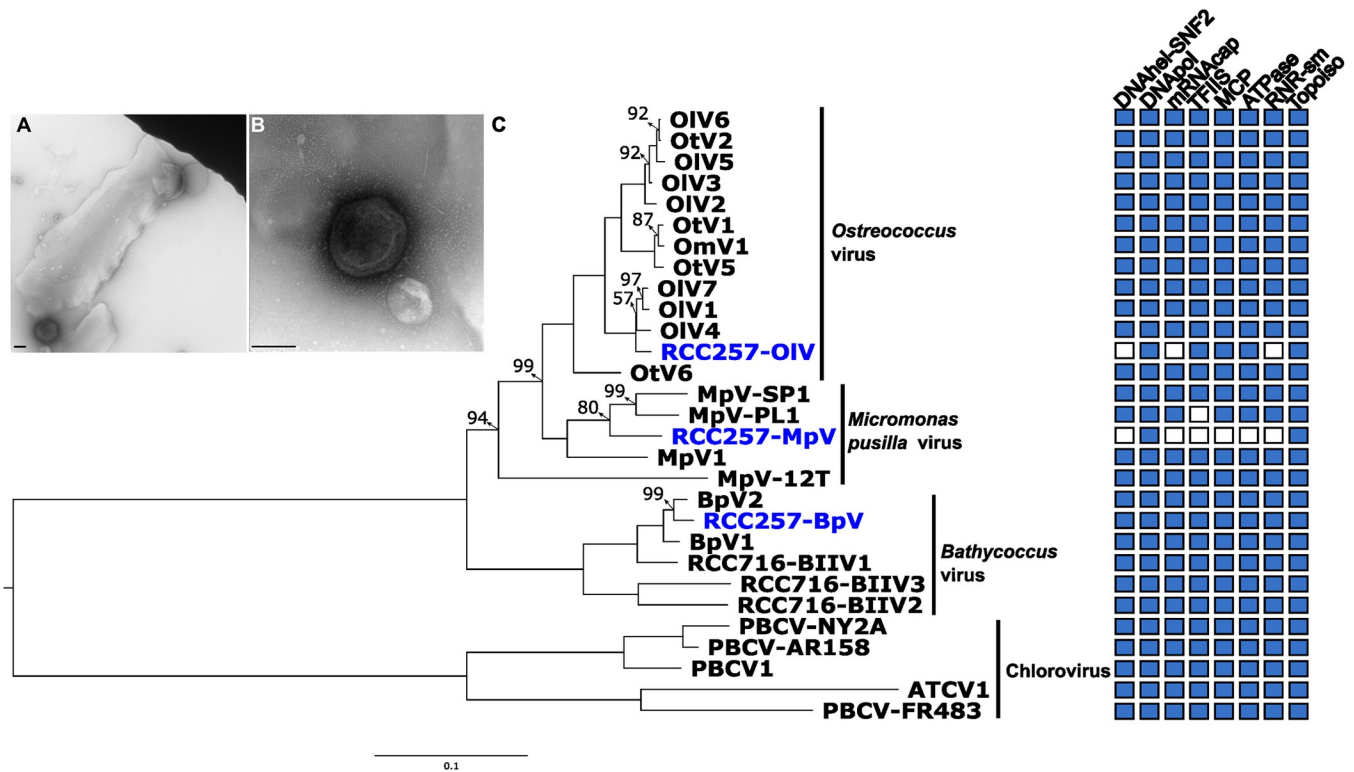 DNAhel-SNF2
DNApol
mRNAcap
TFIIS
MCP
ATPase
RNR-sm
Topoiso
A
B
C
92
OlV6
OtV2
92
OlV5
OlV3
OlV2
87
OtV1
OmV1
OtV5
97
OlV7
57
OlV1
OlV4
RCC257-OlV
99
OtV6
Ostreococcus
virus
99
MpV-SP1
80
MpV-PL1
94
RCC257-MpV
MpV1
MpV-12T
Micromonas
pusilla virus
99
BpV2
RCC257-BpV
BpV1
RCC716-BIIV1
RCC716-BIIV3
RCC716-BIIV2
Bathycoccus
virus
PBCV-NY2A
PBCV-AR158
PBCV1
ATCV1
PBCV-FR483
Chlorovirus
0.1